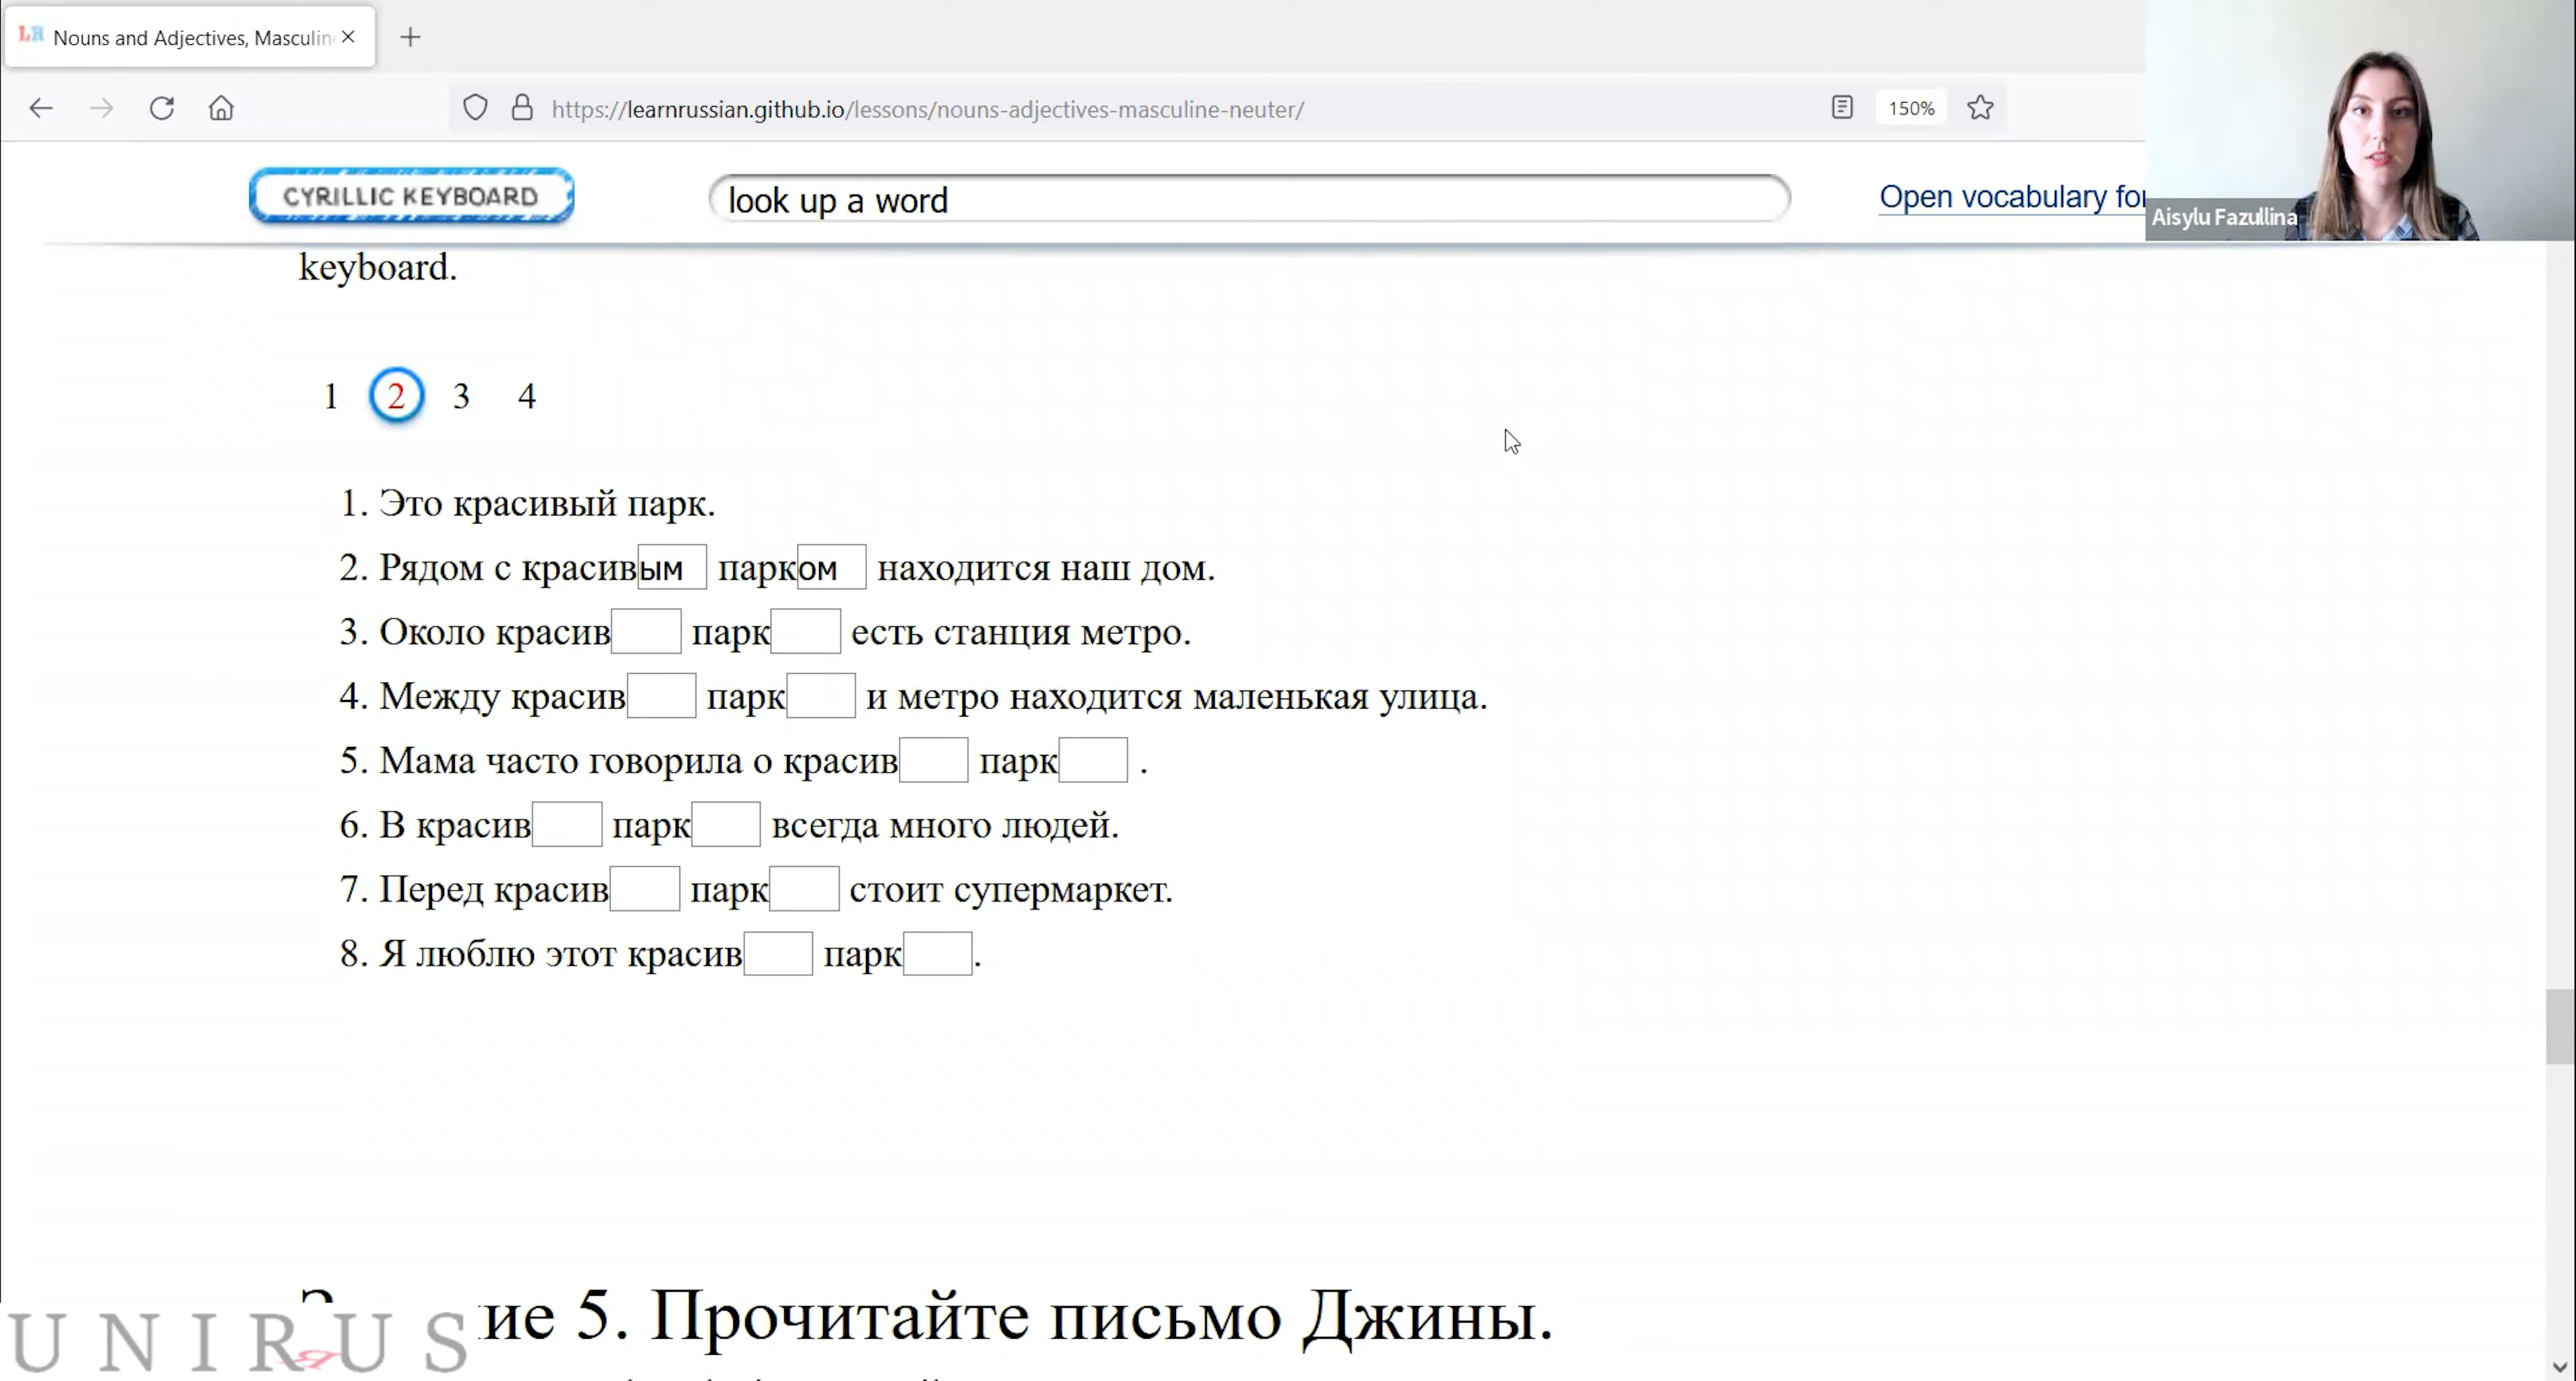 LR Nouns and Adjectives, Masculin
https://learnrussian.github.io/lessons/nouns-adjectives-masculine-neuter/
150%
CYRILLIC KEYBOARD
look up a word
Open vocabulary for
Aisylu Fazullina
keyboard.
1 2 3 4
1. Это красивый парк.
2. Рядом с красивым парком находится наш дом.
3. Около красив парк есть станция метро.
4. Между красив парк и метро находится маленькая улица.
5. Мама часто говорила о красив парк .
6. В красив парк всегда много людей.
7. Перед красив парк стоит супермаркет.
8. Я люблю этот красив парк .
ие 5. Прочитайте письмо Джины.
UNIRUS